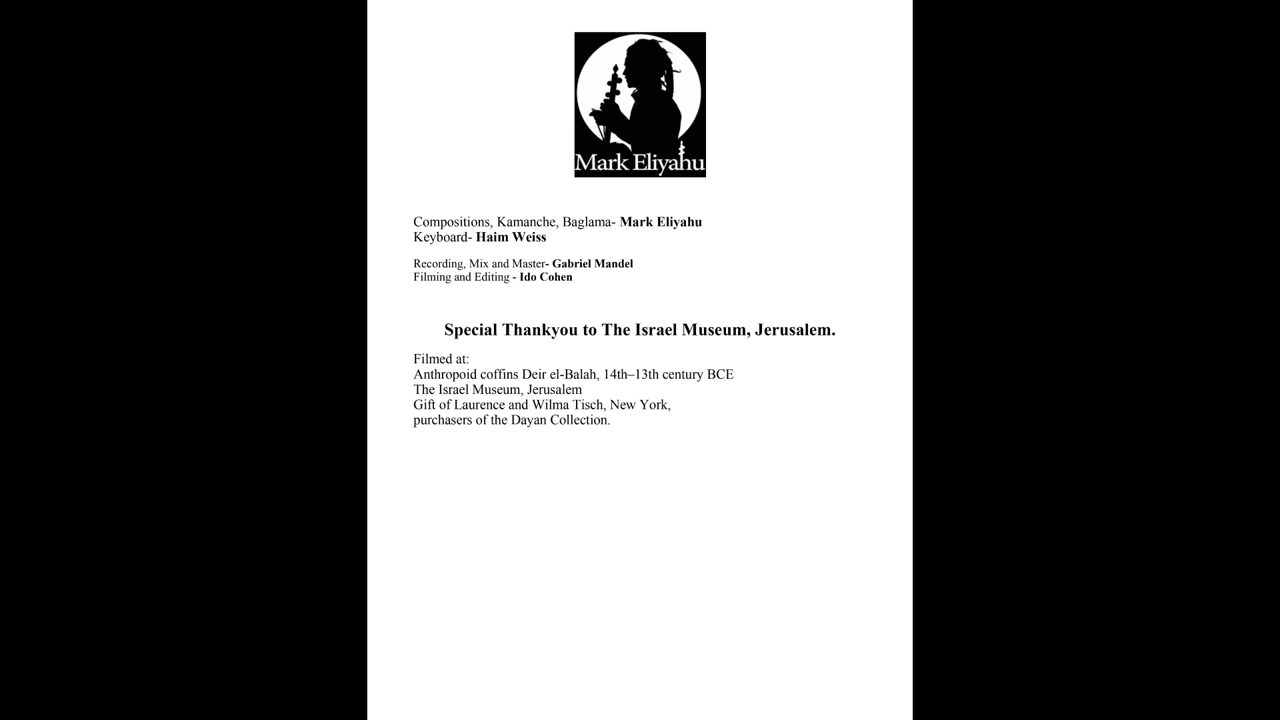 Mark Eliyahu
Compositions, Kamanche, Baglama- Mark Eliyahu
Keyboard- Haim Weiss
Recording, Mix and Master- Gabriel Mandel
Filming and Editing - Ido Cohen
Special Thankyou to The Israel Museum, Jerusalem.
Filmed at:
Anthropoid coffins Deir el-Balah, 14th–13th century BCE
The Israel Museum, Jerusalem
Gift of Laurence and Wilma Tisch, New York,
purchasers of the Dayan Collection.